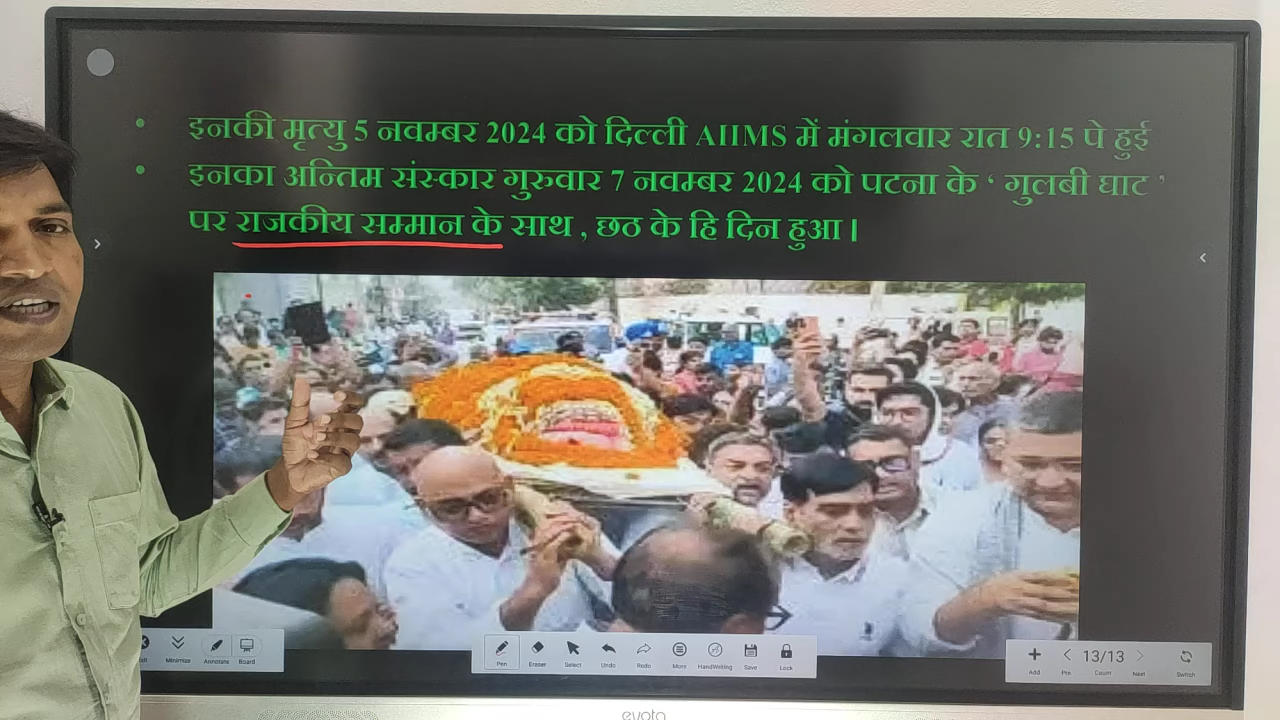 • इनकी मृत्यु 5 नवम्बर 2024 को दिल्ली AIIMS में मंगलवार रात 9:15 पे हुई
• इनका अन्तिम संस्कार गुरुवार 7 नवम्बर 2024 को पटना के ‘ गुलबी घाट ’
पर राजकीय सम्मान के साथ , छठ के हि दिन हुआ ।
Minimize Annotate Board
Pen Eraser Select Undo Redo More HandWriting Save Lock
Add Pre 13/13 Count Next Switch
evota